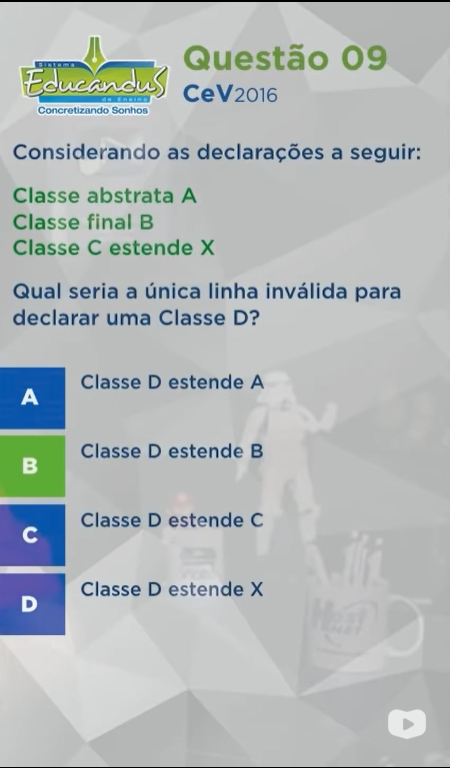 Sistema
Educandus
de Ensino
Concretizando Sonhos
Questão 09
CeV2016
Considerando as declarações a seguir:
Classe abstrata A
Classe final B
Classe C estende X
Qual seria a única linha inválida para
declarar uma Classe D?
A Classe D estende A
B Classe D estende B
C Classe D estende C
D Classe D estende X